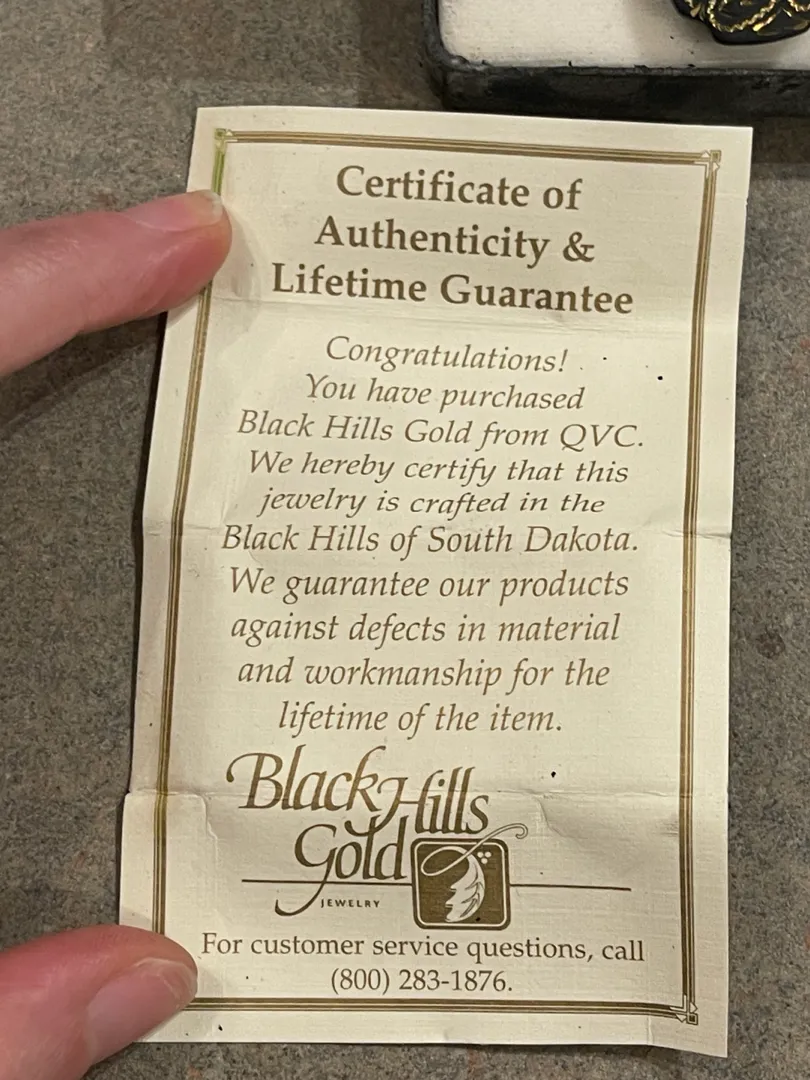 Certificate of
Authenticity &
Lifetime Guarantee
Congratulations!
You have purchased
Black Hills Gold from QVC.
We hereby certify that this
jewelry is crafted in the
Black Hills of South Dakota.
We guarantee our products
against defects in material
and workmanship for the
lifetime of the item.
Black Hills
Gold
JEWELRY
For customer service questions, call
(800) 283-1876.